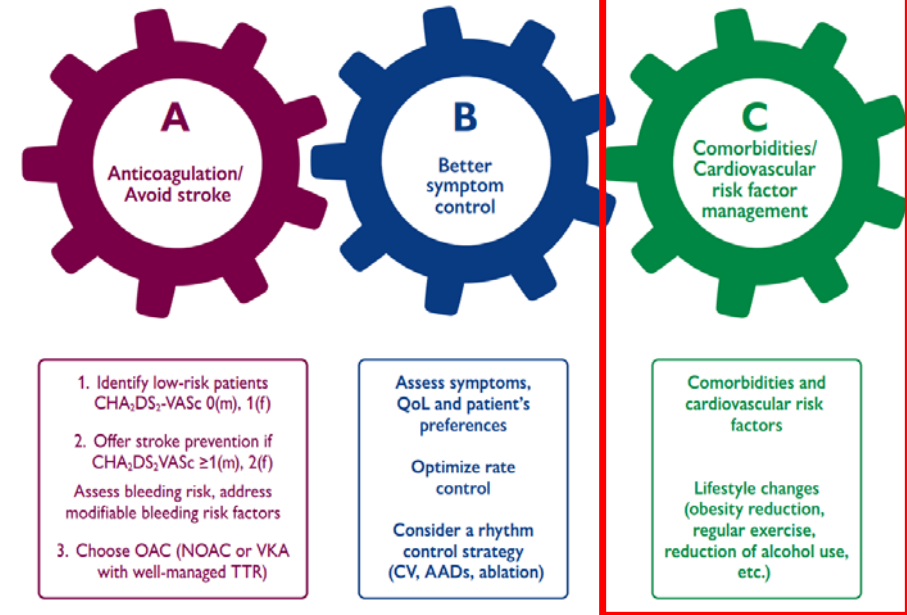 A
Anticoagulation/
Avoid stroke
B
Better
symptom
control
C
Comorbidities/
Cardiovascular
risk factor
management
1. Identify low-risk patients
CHA₂DS₂-VASc 0(m), 1(f)
2. Offer stroke prevention if
CHA₂DS₂VASc ≥1(m), 2(f)
Assess bleeding risk, address
modifiable bleeding risk factors
3. Choose OAC (NOAC or VKA
with well-managed TTR)
Assess symptoms,
QoL and patient's
preferences
Optimize rate
control
Consider a rhythm
control strategy
(CV, AADs, ablation)
Comorbidities and
cardiovascular risk
factors
Lifestyle changes
(obesity reduction,
regular exercise,
reduction of alcohol use,
etc.)